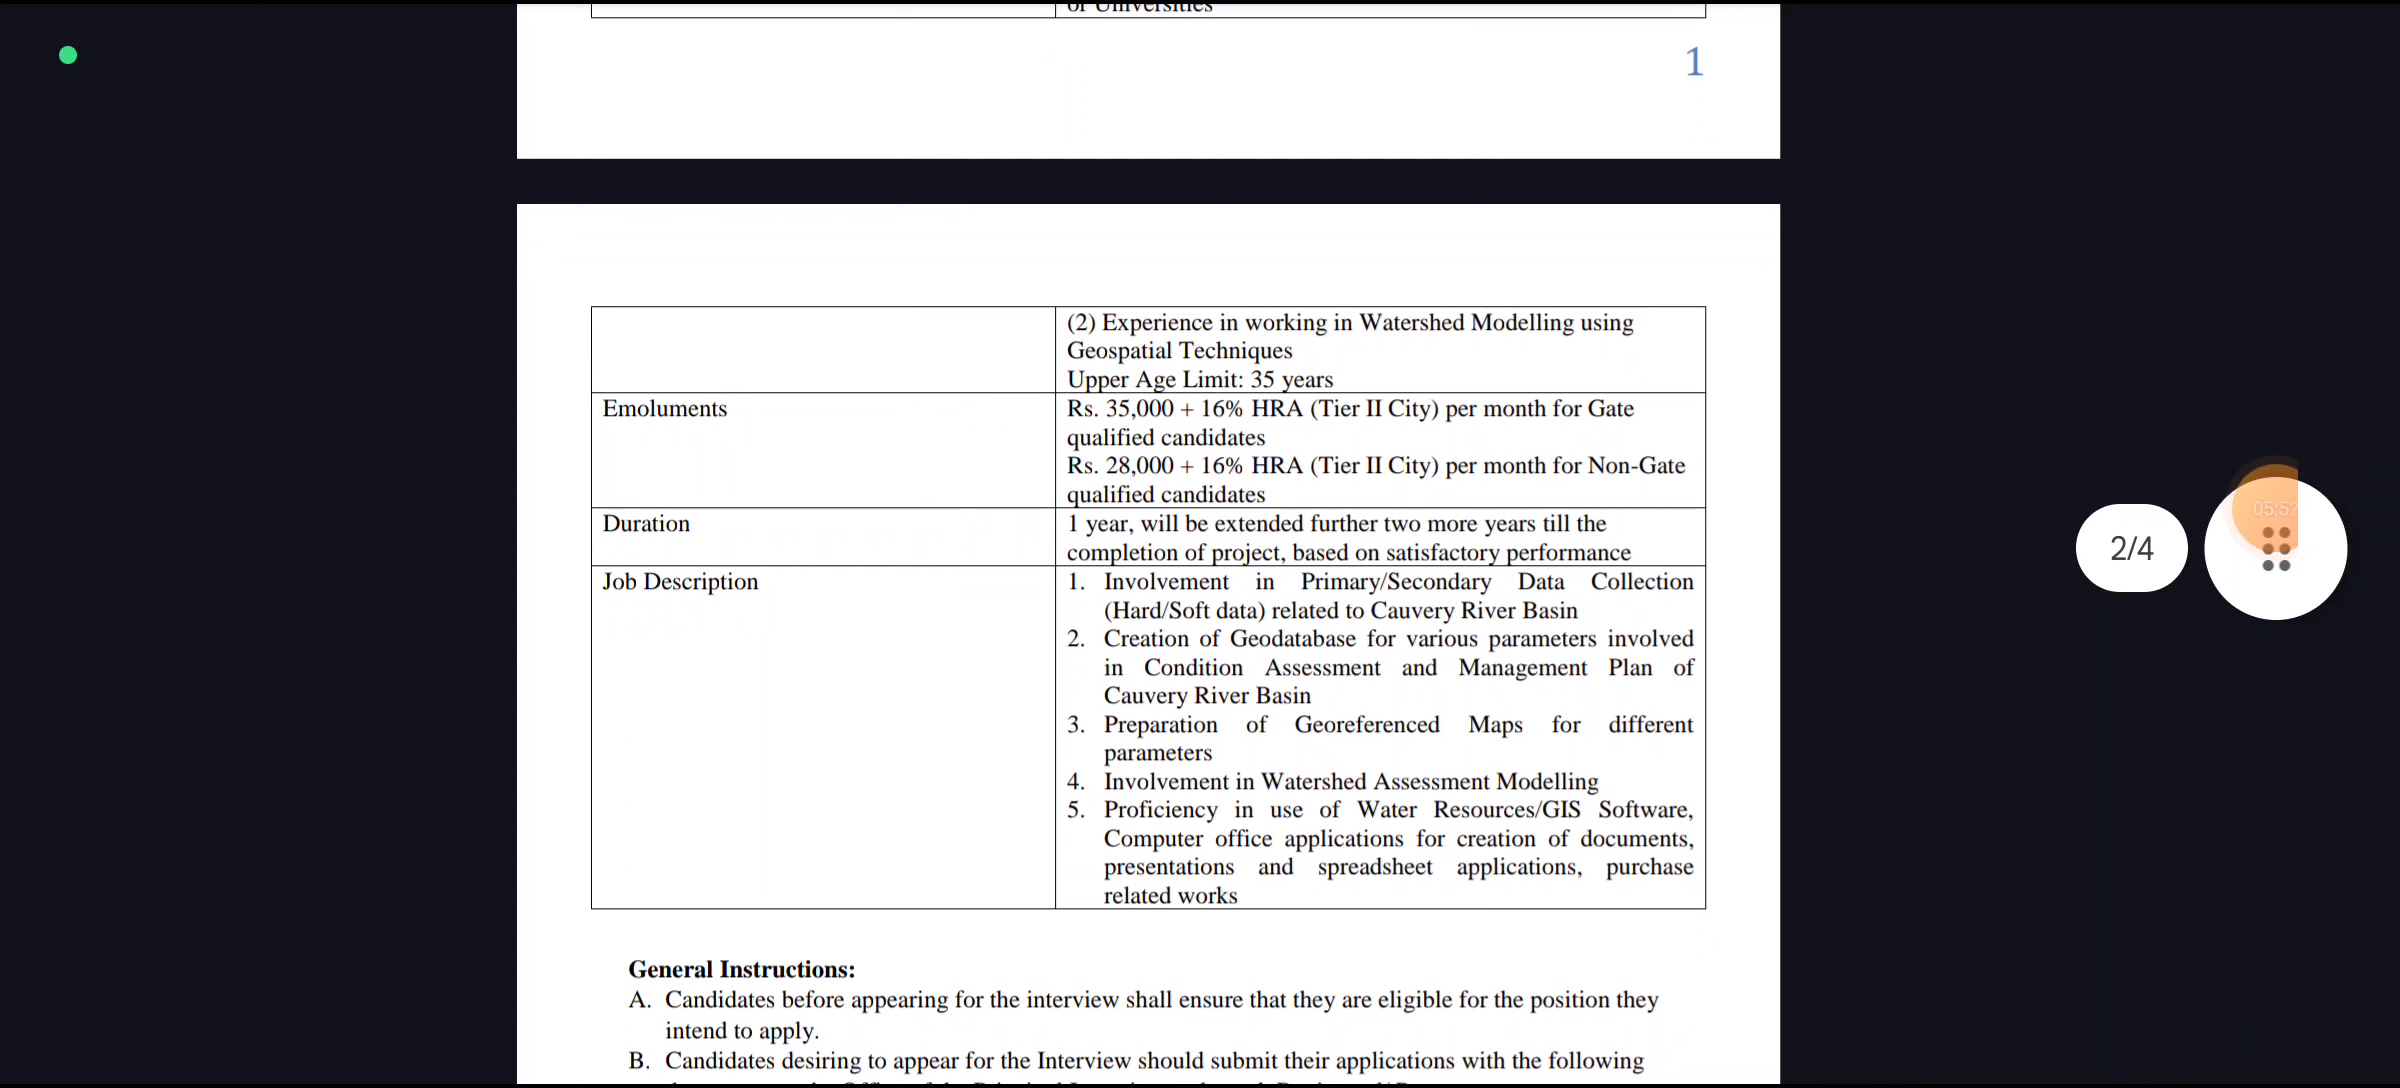 of Universities
1
(2) Experience in working in Watershed Modelling using
Geospatial Techniques
Upper Age Limit: 35 years
Emoluments
Rs. 35,000 + 16% HRA (Tier II City) per month for Gate
qualified candidates
Rs. 28,000 + 16% HRA (Tier II City) per month for Non-Gate
qualified candidates
Duration
1 year, will be extended further two more years till the
completion of project, based on satisfactory performance
Job Description
1. Involvement in Primary/Secondary Data Collection
(Hard/Soft data) related to Cauvery River Basin
2. Creation of Geodatabase for various parameters involved
in Condition Assessment and Management Plan of
Cauvery River Basin
3. Preparation of Georeferenced Maps for different
parameters
4. Involvement in Watershed Assessment Modelling
5. Proficiency in use of Water Resources/GIS Software,
Computer office applications for creation of documents,
presentations and spreadsheet applications, purchase
related works
General Instructions:
A. Candidates before appearing for the interview shall ensure that they are eligible for the position they
intend to apply.
B. Candidates desiring to appear for the Interview should submit their applications with the following
2/4
05:52